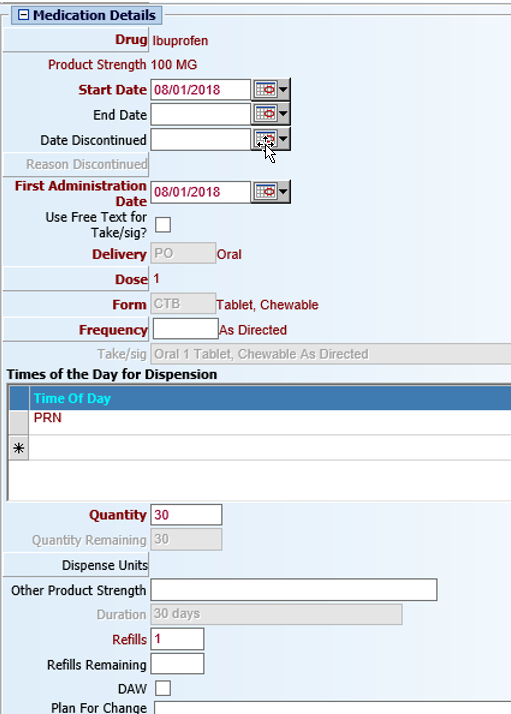 Medication Details
Drug Ibuprofen
Product Strength 100 MG
Start Date 08/01/2018
End Date
Date Discontinued
Reason Discontinued
First Administration
Date 08/01/2018
Use Free Text for
Take/sig?
Delivery PO Oral
Dose 1
Form CTB Tablet, Chewable
Frequency As Directed
Take/sig Oral 1 Tablet, Chewable As Directed
Times of the Day for Dispension
Time Of Day
PRN
Quantity 30
Quantity Remaining 30
Dispense Units
Other Product Strength
Duration 30 days
Refills 1
Refills Remaining
DAW
Plan For Change